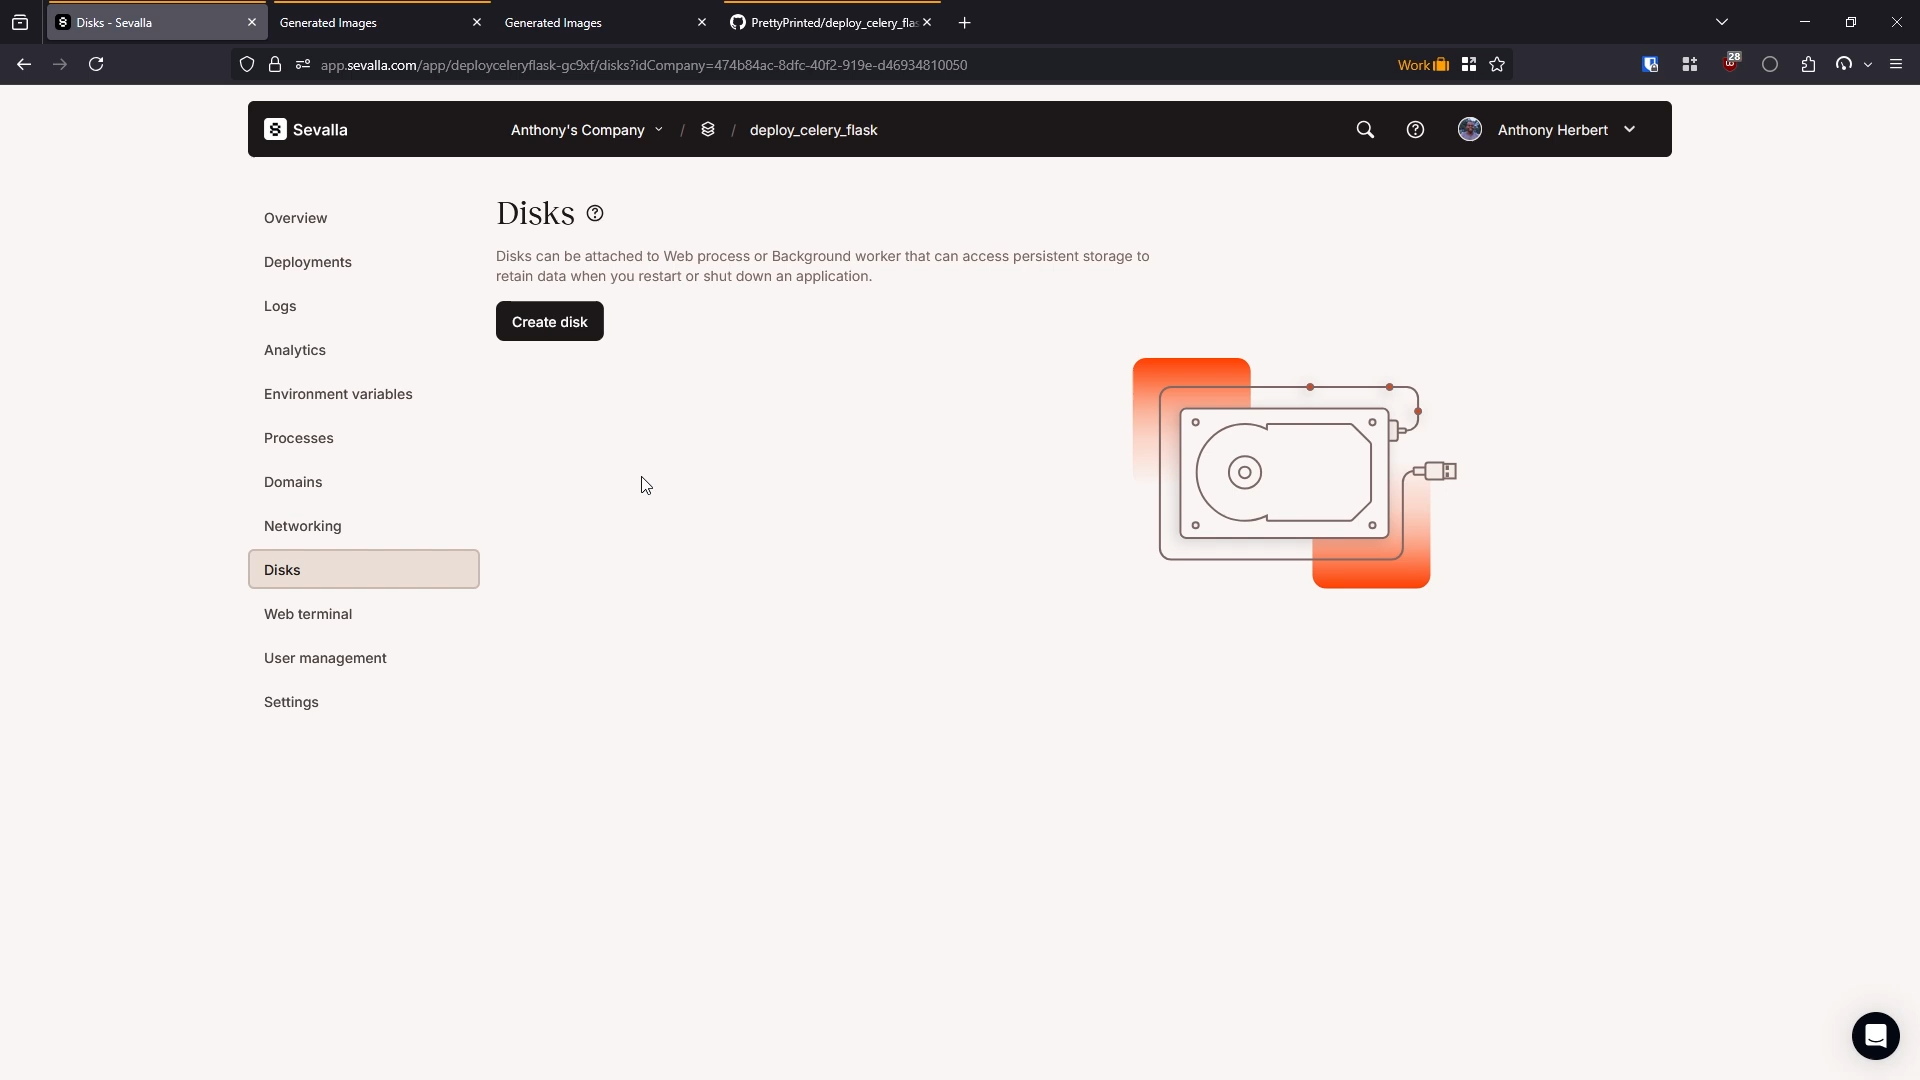 Disks - Sevalla
Generated Images
Generated Images
PrettyPrinted/deploy_celery_fla
app.sevalla.com/app/deployceleryflask-gc9xf/disks?idCompany=474b84ac-8dfc-40f2-919e-d46934810050
Work
28
Sevalla
Anthony's Company / / deploy_celery_flask
Anthony Herbert
Overview
Deployments
Logs
Analytics
Environment variables
Processes
Domains
Networking
Disks
Web terminal
User management
Settings
Disks
Disks can be attached to Web process or Background worker that can access persistent storage to
retain data when you restart or shut down an application.
Create disk